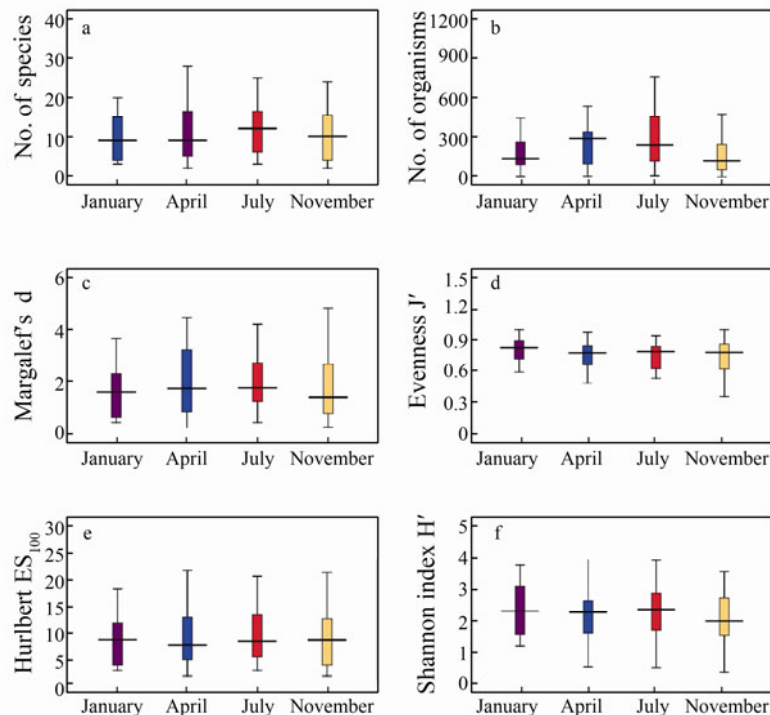 a
No. of species
40
30
20
10
0
January April July November
b
No. of organisms
1200
900
600
300
0
January April July November
c
Margalef's d
6
4
2
0
January April July November
d
Evenness J′
1.5
1.2
0.9
0.6
0.3
0
January April July November
e
Hurlbert ES100
30
25
20
15
10
5
0
January April July November
f
Shannon index H′
5
4
3
2
1
0
January April July November